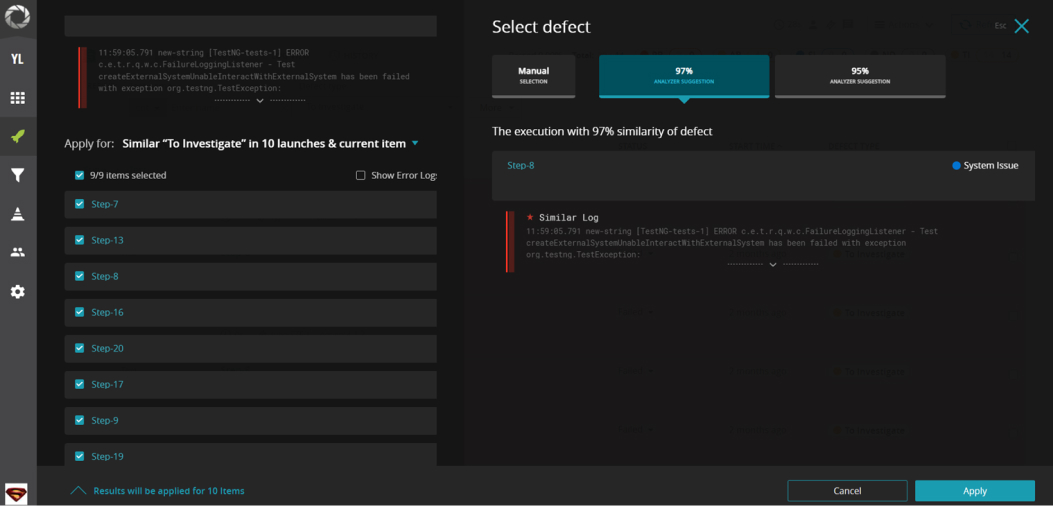 YL
11:59:05.791 new-string [TestNG-tests-1] ERROR
c.e.t.r.q.w.c.FailureLoggingListener - Test
createExternalSystemUnableInteractWithExternalSystem has been failed
with exception org.testng.TestException:
Apply for: Similar “To Investigate” in 10 launches & current item
9/9 items selected
Show Error Logs
Step-7
Step-13
Step-8
Step-16
Step-20
Step-17
Step-9
Step-19
Select defect
Esc
Manual
SELECTION
97%
ANALYZER SUGGESTION
95%
ANALYZER SUGGESTION
The execution with 97% similarity of defect
Step-8
System Issue
Similar Log
11:59:05.791 new-string [TestNG-tests-1] ERROR c.e.t.r.q.w.c.FailureLoggingListener - Test
createExternalSystemUnableInteractWithExternalSystem has been failed with exception
org.testng.TestException:
Results will be applied for 10 Items
Cancel
Apply